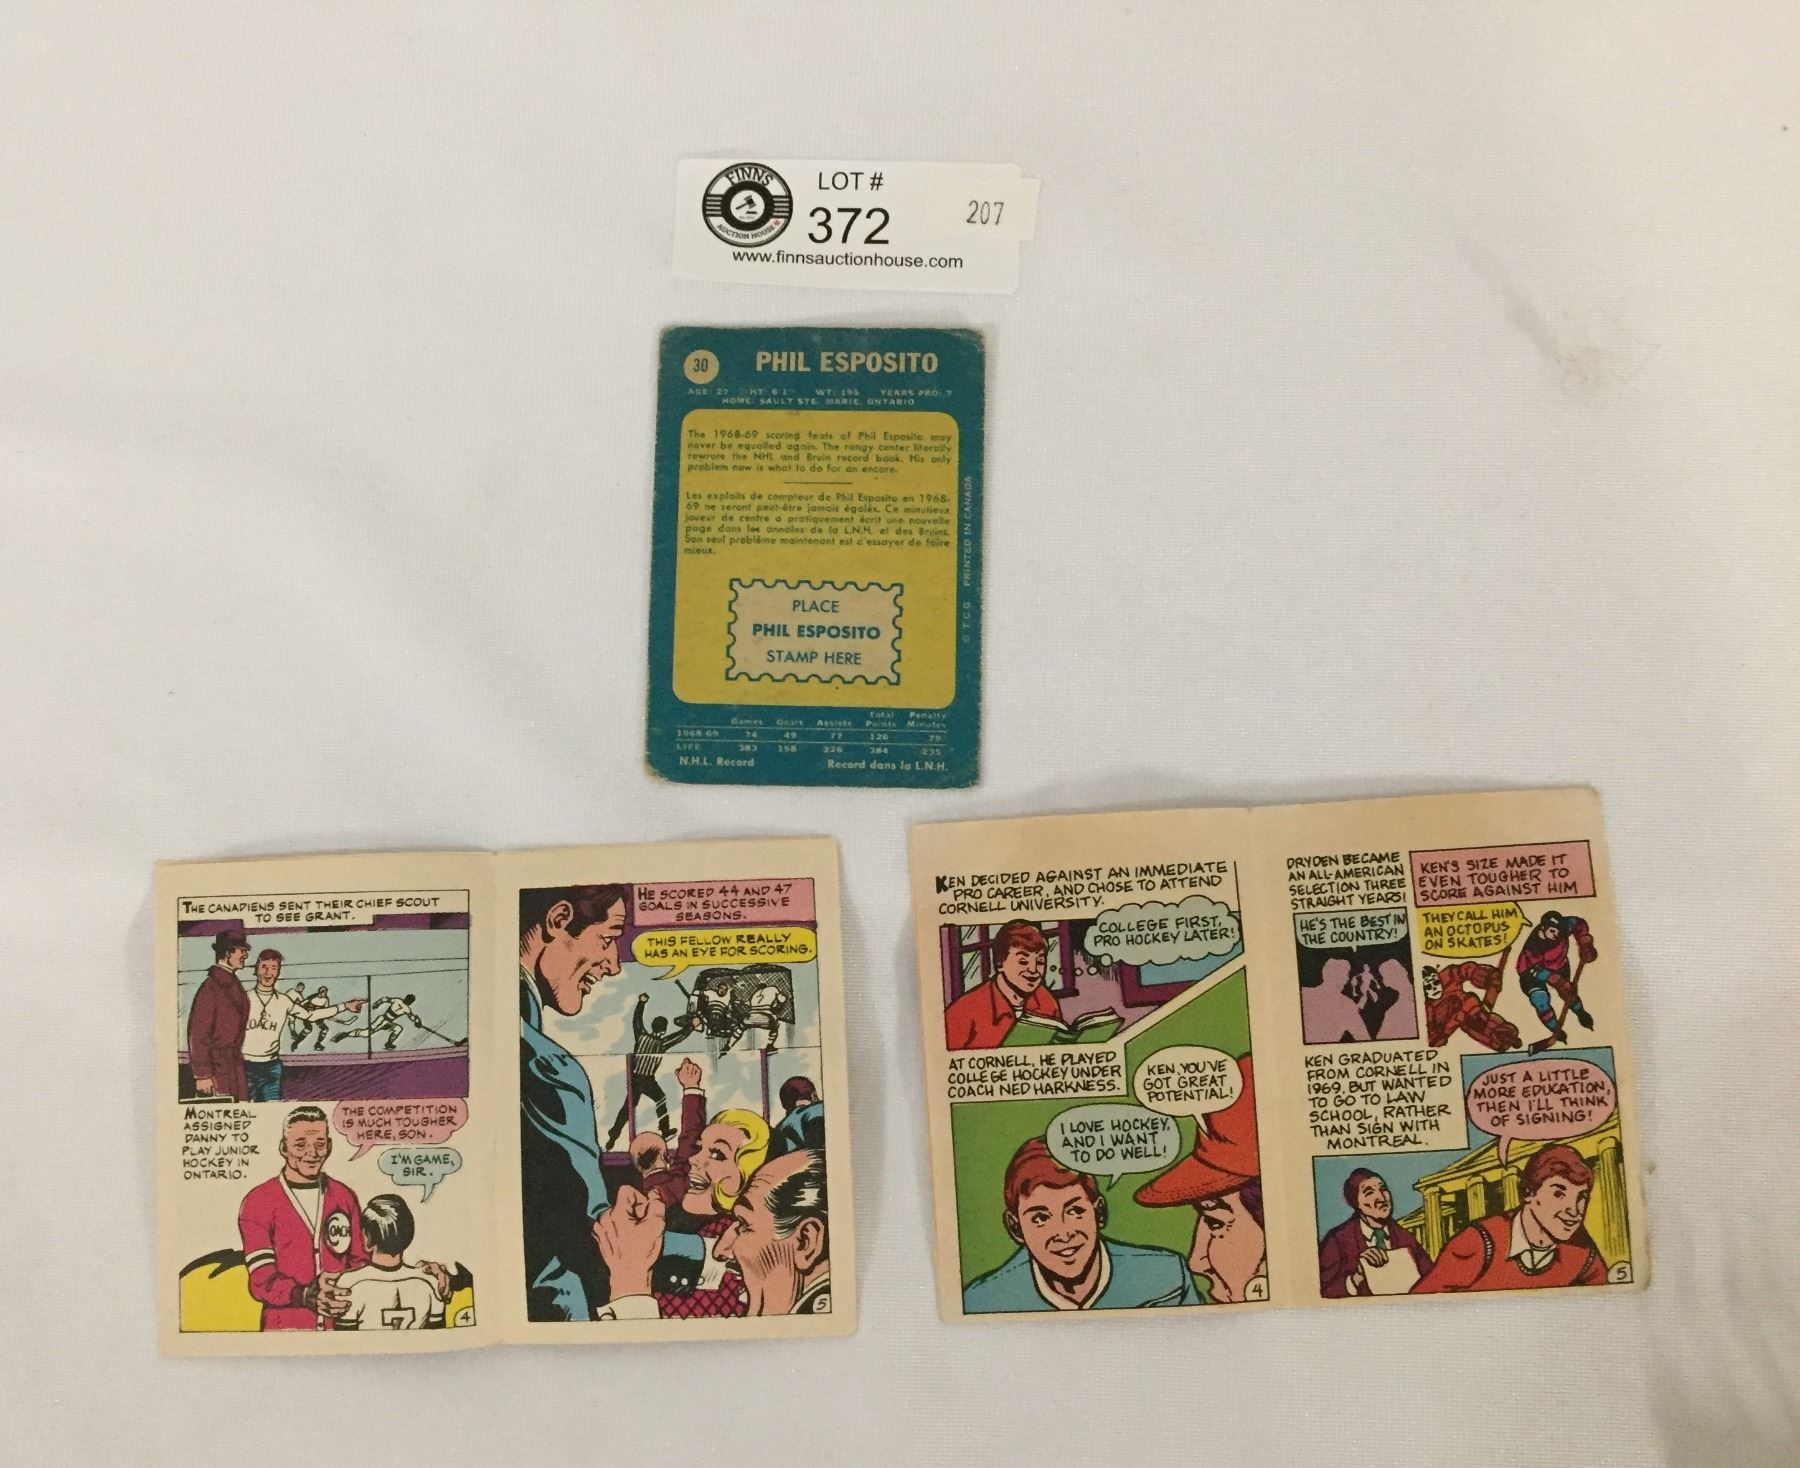 FINNS
AUCTION HOUSE
LOT #
372
207
www.finnsauctionhouse.com
30
PHIL ESPOSITO
AGE: 27 HT: 6'1" WT: 195 YEARS PRO: 7
HOME: SAULT STE. MARIE, ONTARIO
The 1968-69 scoring feats of Phil Esposito may
never be equalled again. The rangy center literally
rewrote the NHL and Bruin record book. His only
problem now is what to do for an encore.
Les exploits de compteur de Phil Esposito en 1968-
69 ne seront peut-être jamais égalés. Ce minutieux
joueur de centre a pratiquement écrit une nouvelle
page dans les annales de la L.N.H. et des Bruins.
Son seul problème maintenant est d'essayer de faire
mieux.
© T.C.G. PRINTED IN CANADA
PLACE
PHIL ESPOSITO
STAMP HERE
Games Goals Assists Total Points Penalty Minutes
1968-69 74 49 77 126 79
LIFE 383 158 226 384 235
N.H.L. Record Record dans la L.N.H.
THE CANADIENS SENT THEIR CHIEF SCOUT
TO SEE GRANT.
COACH
MONTREAL
ASSIGNED
DANNY TO
PLAY JUNIOR
HOCKEY IN
ONTARIO.
THE COMPETITION
IS MUCH TOUGHER
HERE, SON.
I'M GAME,
SIR.
COACH
7
4
HE SCORED 44 AND 47
GOALS IN SUCCESSIVE
SEASONS.
THIS FELLOW REALLY
HAS AN EYE FOR SCORING.
5
KEN DECIDED AGAINST AN IMMEDIATE
PRO CAREER, AND CHOSE TO ATTEND
CORNELL UNIVERSITY.
COLLEGE FIRST,
PRO HOCKEY LATER!
AT CORNELL, HE PLAYED
COLLEGE HOCKEY UNDER
COACH NED HARKNESS.
KEN, YOU'VE
GOT GREAT
POTENTIAL!
I LOVE HOCKEY,
AND I WANT
TO DO WELL!
4
DRYDEN BECAME
AN ALL-AMERICAN
SELECTION THREE
STRAIGHT YEARS!
HE'S THE BEST IN
THE COUNTRY!
KEN'S SIZE MADE IT
EVEN TOUGHER TO
SCORE AGAINST HIM
THEY CALL HIM
AN OCTOPUS
ON SKATES!
KEN GRADUATED
FROM CORNELL IN
1969, BUT WANTED
TO GO TO LAW
SCHOOL, RATHER
THAN SIGN WITH
MONTREAL.
JUST A LITTLE
MORE EDUCATION,
THEN I'LL THINK
OF SIGNING!
5